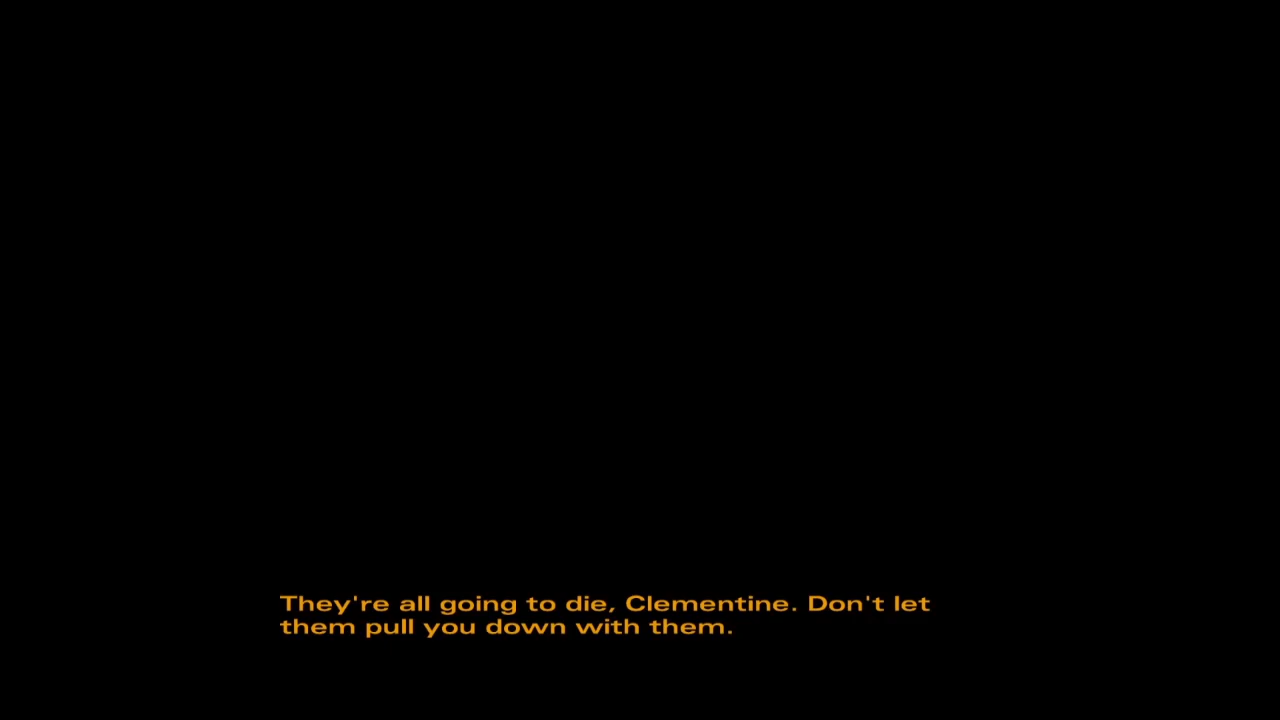 They're all going to die, Clementine. Don't let
them pull you down with them.